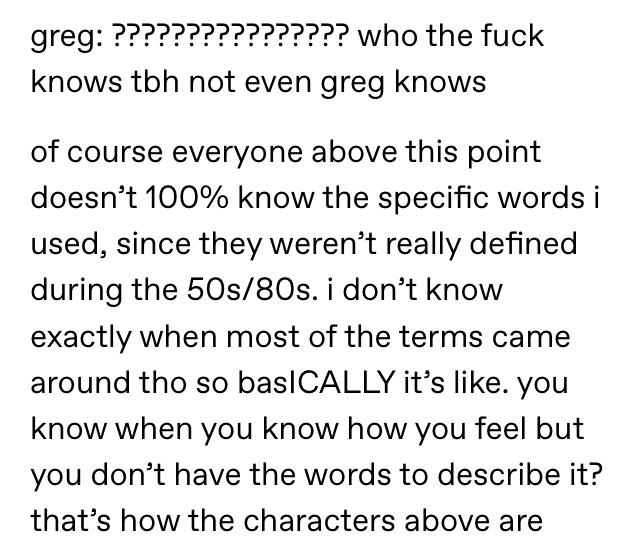 greg: ???????????????? who the fuck
knows tbh not even greg knows
of course everyone above this point
doesn’t 100% know the specific words i
used, since they weren’t really defined
during the 50s/80s. i don’t know
exactly when most of the terms came
around tho so basICALLY it’s like. you
know when you know how you feel but
you don’t have the words to describe it?
that’s how the characters above are